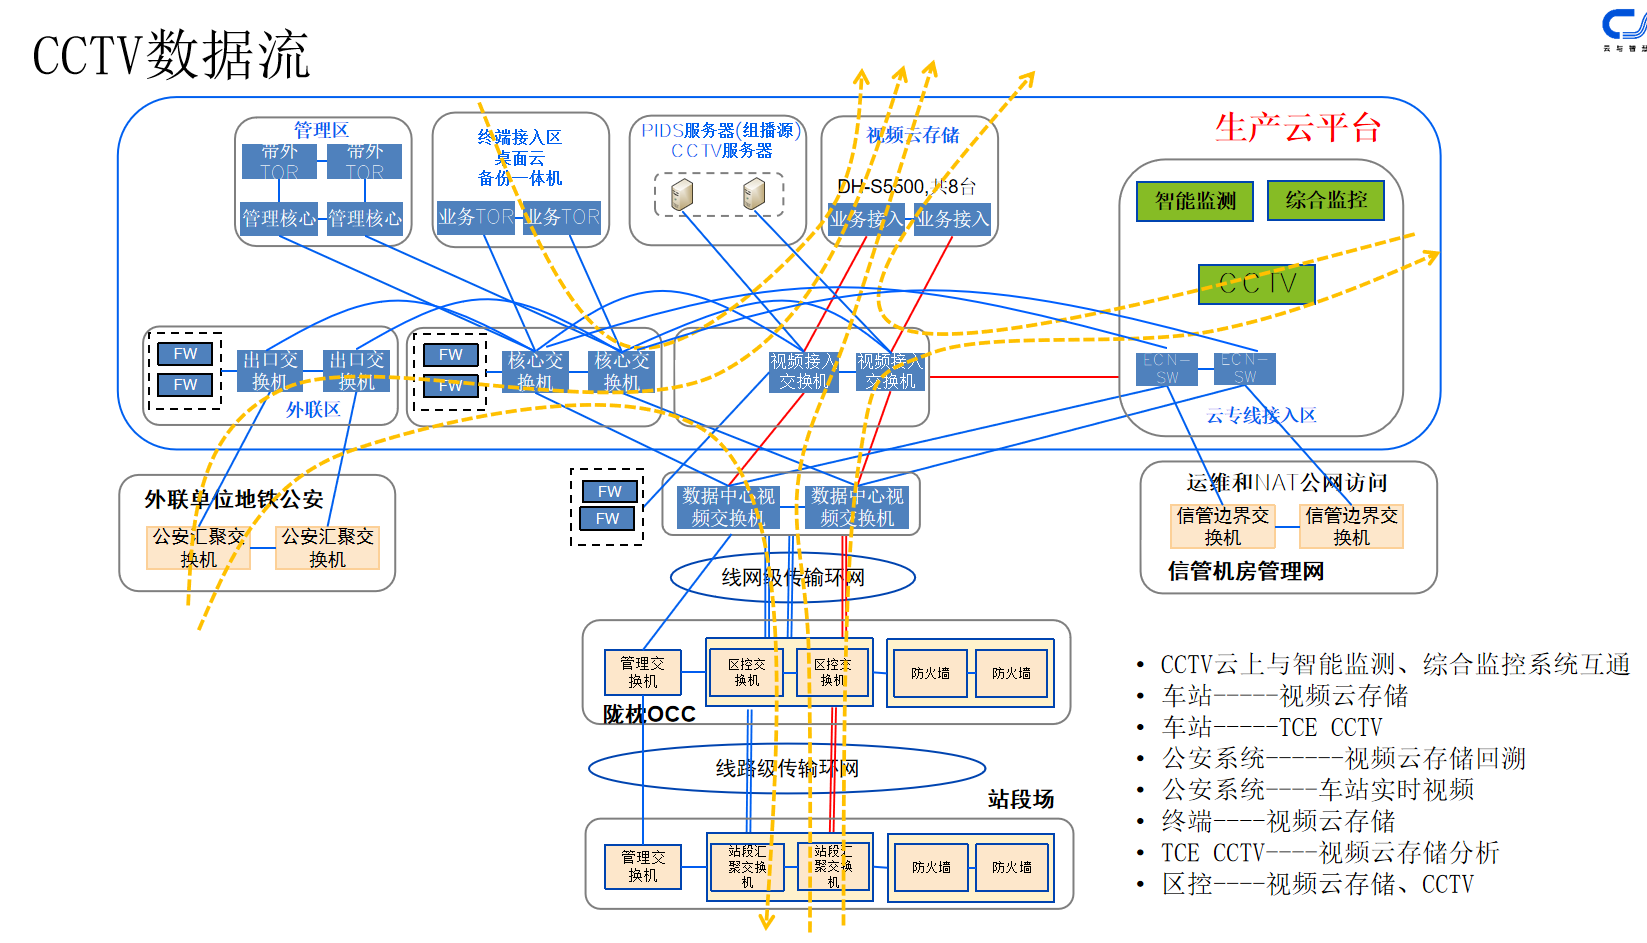 CCTV数据流
云与智慧
生产云平台
管理区
带外
TOR
带外
TOR
管理核心
管理核心
终端接入区
桌面云
备份一体机
业务TOR
业务TOR
PIDS服务器(组播源)
CCTV服务器
视频云存储
DH-S5500,共8台
业务接入
业务接入
智能监测
综合监控
CCTV
FW
FW
出口交
换机
出口交
换机
外联区
FW
FW
核心交
换机
核心交
换机
视频接入
交换机
视频接入
交换机
ECN-
SW
ECN-
SW
云专线接入区
外联单位地铁公安
公安汇聚交
换机
公安汇聚交
换机
FW
FW
数据中心视
频交换机
数据中心视
频交换机
运维和NAT公网访问
信管边界交
换机
信管边界交
换机
信管机房管理网
线网级传输环网
管理交
换机
区控交
换机
区控交
换机
防火墙
防火墙
陇枕OCC
线路级传输环网
站段场
管理交
换机
站段汇
聚交换
机
站段汇
聚交换
机
防火墙
防火墙
• CCTV云上与智能监测、综合监控系统互通
• 车站-----视频云存储
• 车站-----TCE CCTV
• 公安系统------视频云存储回溯
• 公安系统----车站实时视频
• 终端----视频云存储
• TCE CCTV----视频云存储分析
• 区控----视频云存储、CCTV